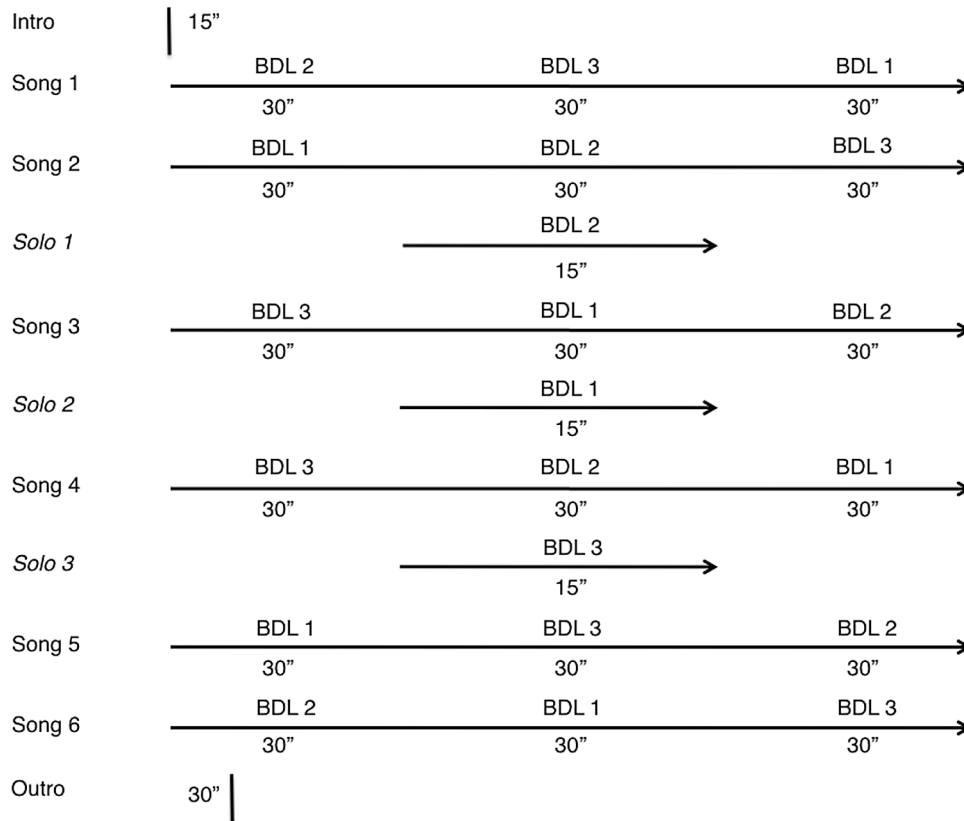 Intro 15”
BDL 2 BDL 3 BDL 1
Song 1
30” 30” 30”
BDL 1 BDL 2 BDL 3
Song 2
30” 30” 30”
BDL 2
Solo 1
15”
BDL 3 BDL 1 BDL 2
Song 3
30” 30” 30”
BDL 1
Solo 2
15”
BDL 3 BDL 2 BDL 1
Song 4
30” 30” 30”
BDL 3
Solo 3
15”
BDL 1 BDL 3 BDL 2
Song 5
30” 30” 30”
BDL 2 BDL 1 BDL 3
Song 6
30” 30” 30”
Outro 30”